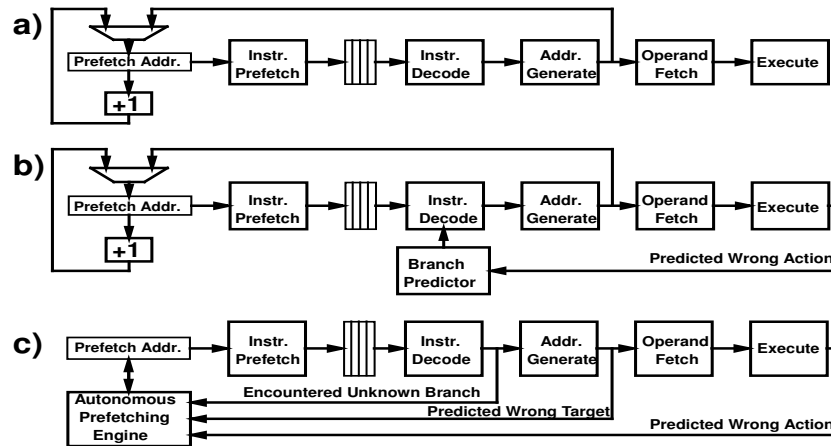 a)
Prefetch Addr.
+1
Instr.
Prefetch
Instr.
Decode
Addr.
Generate
Operand
Fetch
Execute
b)
Prefetch Addr.
+1
Instr.
Prefetch
Instr.
Decode
Addr.
Generate
Operand
Fetch
Execute
Branch
Predictor
Predicted Wrong Action
c)
Prefetch Addr.
Instr.
Prefetch
Instr.
Decode
Addr.
Generate
Operand
Fetch
Execute
Autonomous
Prefetching
Engine
Encountered Unknown Branch
Predicted Wrong Target
Predicted Wrong Action